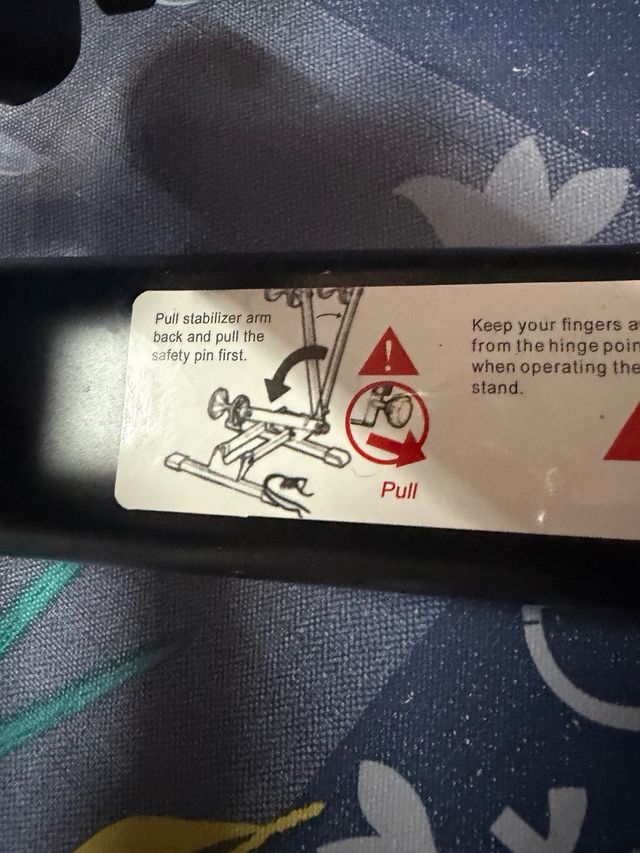 Pull stabilizer arm
back and pull the
safety pin first.
Pull
Keep your fingers
from the hinge
when operating the
stand.